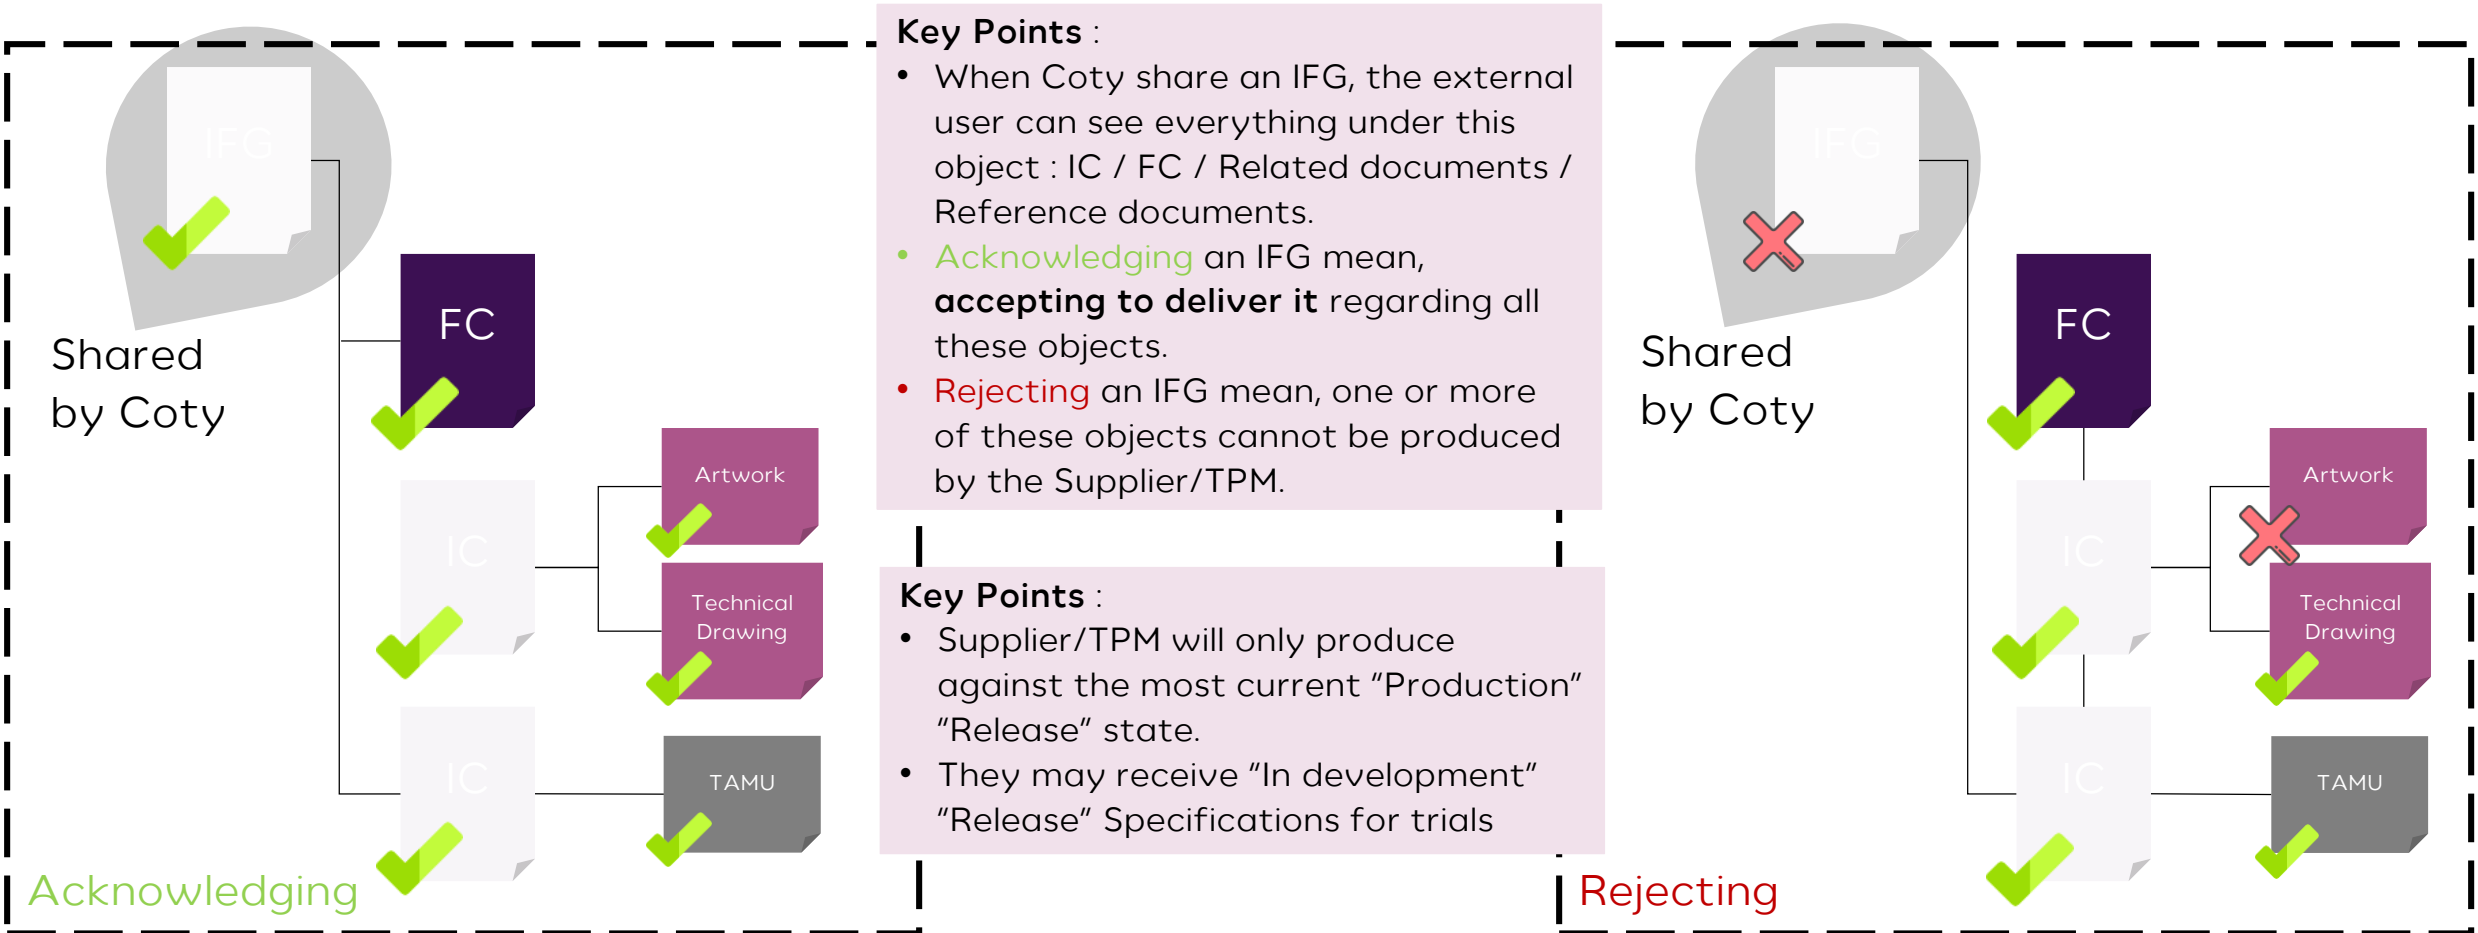 IFG
Shared
by Coty
FC
IC
Artwork
Technical
Drawing
IC
TAMU
Acknowledging
Key Points :
• When Coty share an IFG, the external
user can see everything under this
object : IC / FC / Related documents /
Reference documents.
• Acknowledging an IFG mean,
accepting to deliver it regarding all
these objects.
• Rejecting an IFG mean, one or more
of these objects cannot be produced
by the Supplier/TPM.
Key Points :
• Supplier/TPM will only produce
against the most current “Production”
“Release” state.
• They may receive “In development”
“Release” Specifications for trials
IFG
Shared
by Coty
FC
IC
Artwork
Technical
Drawing
IC
TAMU
Rejecting